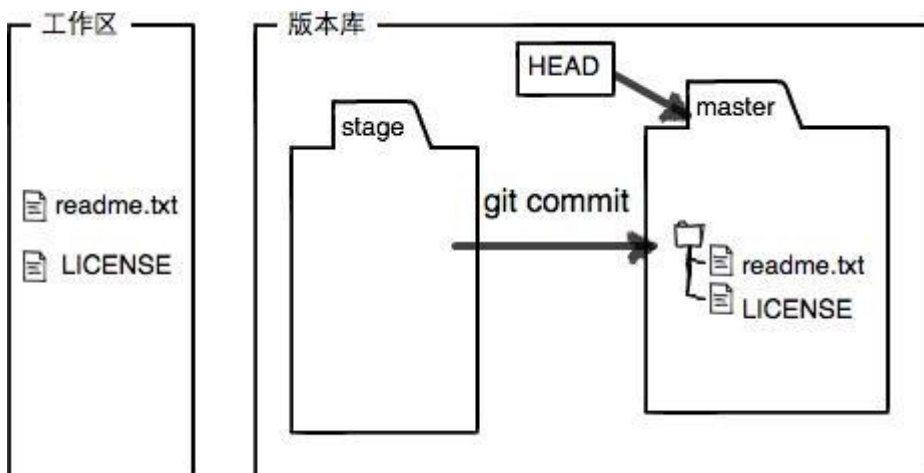 工作区
readme.txt
LICENSE
版本库
stage
git commit
HEAD
master
readme.txt
LICENSE